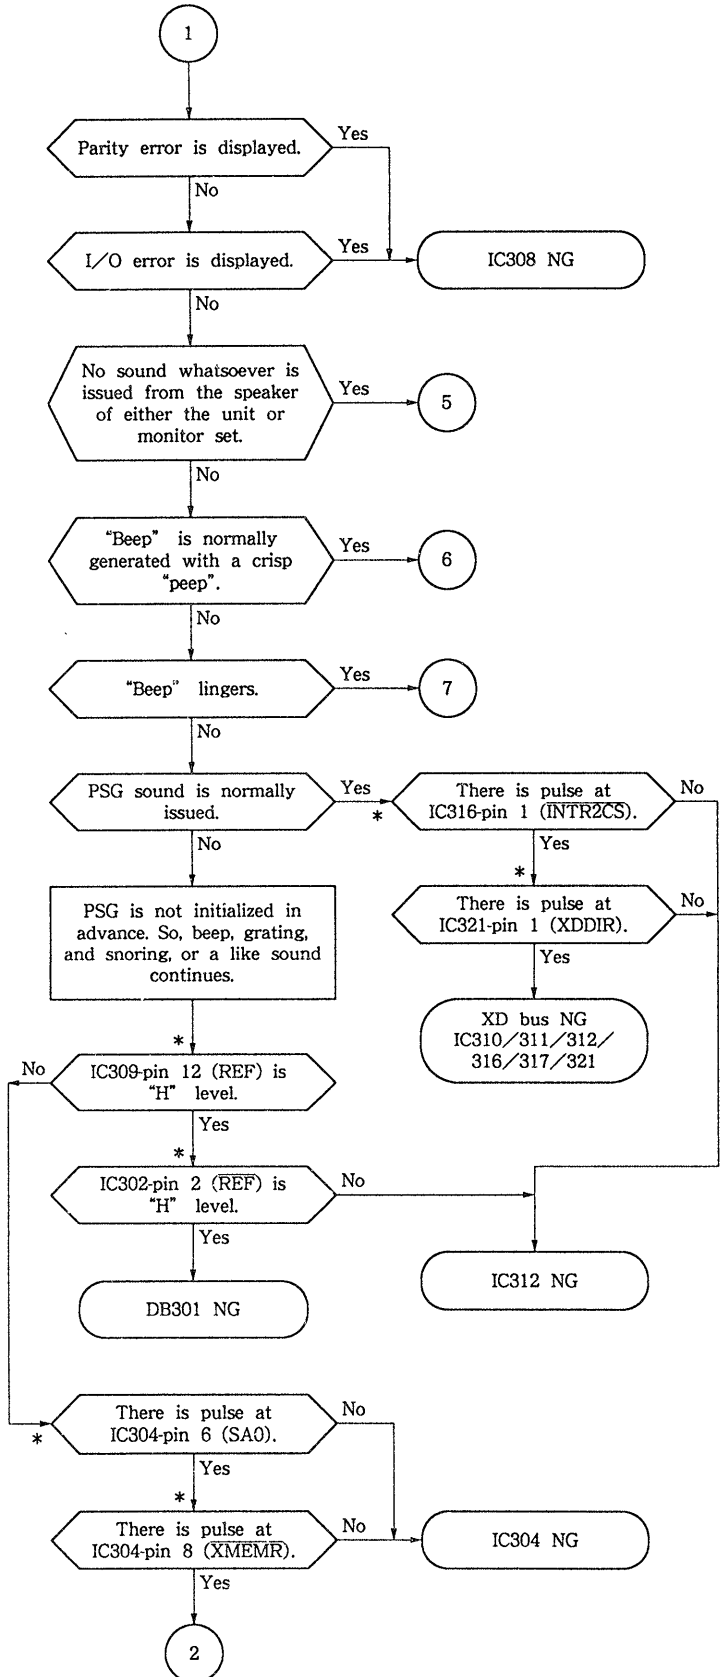 1
Parity error is displayed.
Yes
No
I/O error is displayed.
Yes
IC308 NG
No
No sound whatsoever is
issued from the speaker
of either the unit or
monitor set.
Yes
5
No
"Beep" is normally
generated with a crisp
"peep".
Yes
6
No
"Beep" lingers.
Yes
7
No
PSG sound is normally
issued.
Yes
*
There is pulse at
IC316-pin 1 (INTR2CS).
No
Yes
*
There is pulse at
IC321-pin 1 (XDDIR).
No
Yes
XD bus NG
IC310/311/312/
316/317/321
No
PSG is not initialized in
advance. So, beep, grating,
and snoring, or a like sound
continues.
*
IC309-pin 12 (REF) is
"H" level.
No
Yes
*
IC302-pin 2 (REF) is
"H" level.
No
Yes
DB301 NG
IC312 NG
*
There is pulse at
IC304-pin 6 (SA0).
No
Yes
*
There is pulse at
IC304-pin 8 (XMEMR).
No
IC304 NG
Yes
2